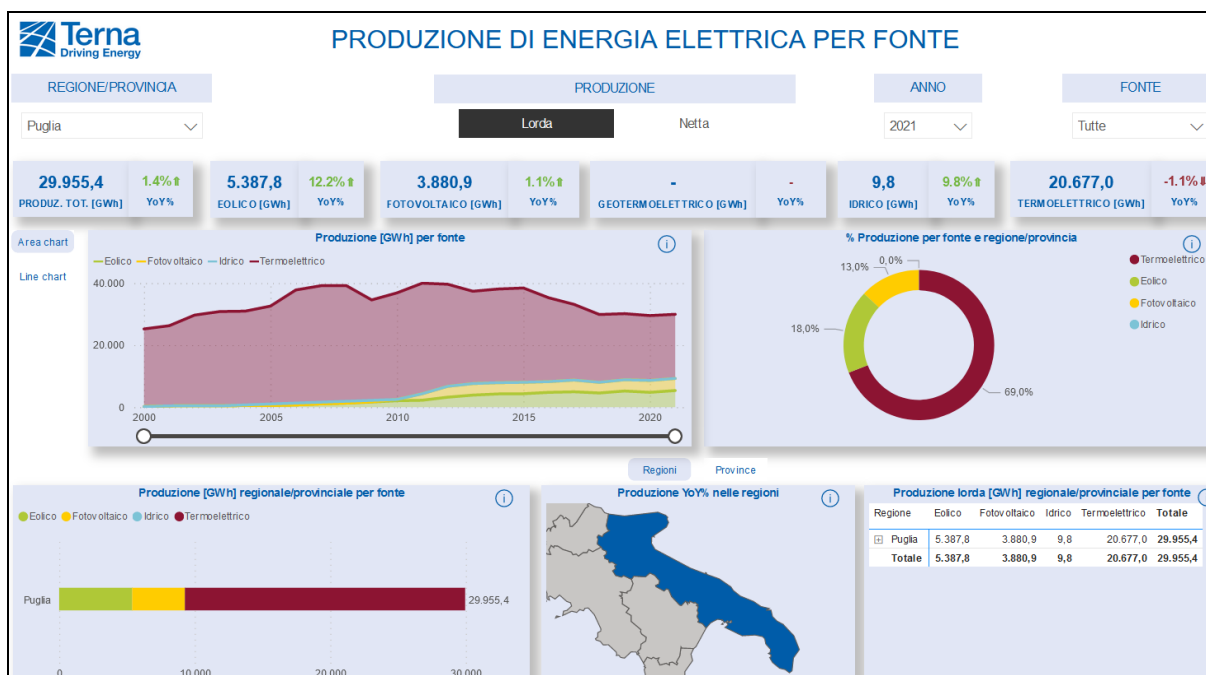 Terna
Driving Energy
PRODUZIONE DI ENERGIA ELETTRICA PER FONTE
REGIONE/PROVINCIA
PRODUZIONE
ANNO
FONTE
Puglia
Lorda
Netta
2021
Tutte
29.955,4
1.4%⬆
PRODUZ. TOT. [GWh]
YoY%
5.387,8
12.2%⬆
EOLICO [GWh]
YoY%
3.880,9
1.1%⬆
FOTOVOLTAICO [GWh]
YoY%
-
-
GEOTERMOELETTRICO [GWh]
YoY%
9,8
9.8%⬆
IDRICO [GWh]
YoY%
20.677,0
-1.1%⬇
TERMOELETTRICO [GWh]
YoY%
Area chart
Line chart
Produzione [GWh] per fonte
Eolico Fotovoltaico Idrico Termoelettrico
40.000
20.000
0
2000 2005 2010 2015 2020
% Produzione per fonte e regione/provincia
Termoelettrico
Eolico
Fotovoltaico
Idrico
0,0%
13,0%
18,0%
69,0%
Regioni
Province
Produzione [GWh] regionale/provinciale per fonte
Eolico Fotovoltaico Idrico Termoelettrico
Puglia
29.955,4
0 10.000 20.000 30.000
Produzione YoY% nelle regioni
Produzione lorda [GWh] regionale/provinciale per fonte
Regione Eolico Fotovoltaico Idrico Termoelettrico Totale
Puglia 5.387,8 3.880,9 9,8 20.677,0 29.955,4
Totale 5.387,8 3.880,9 9,8 20.677,0 29.955,4